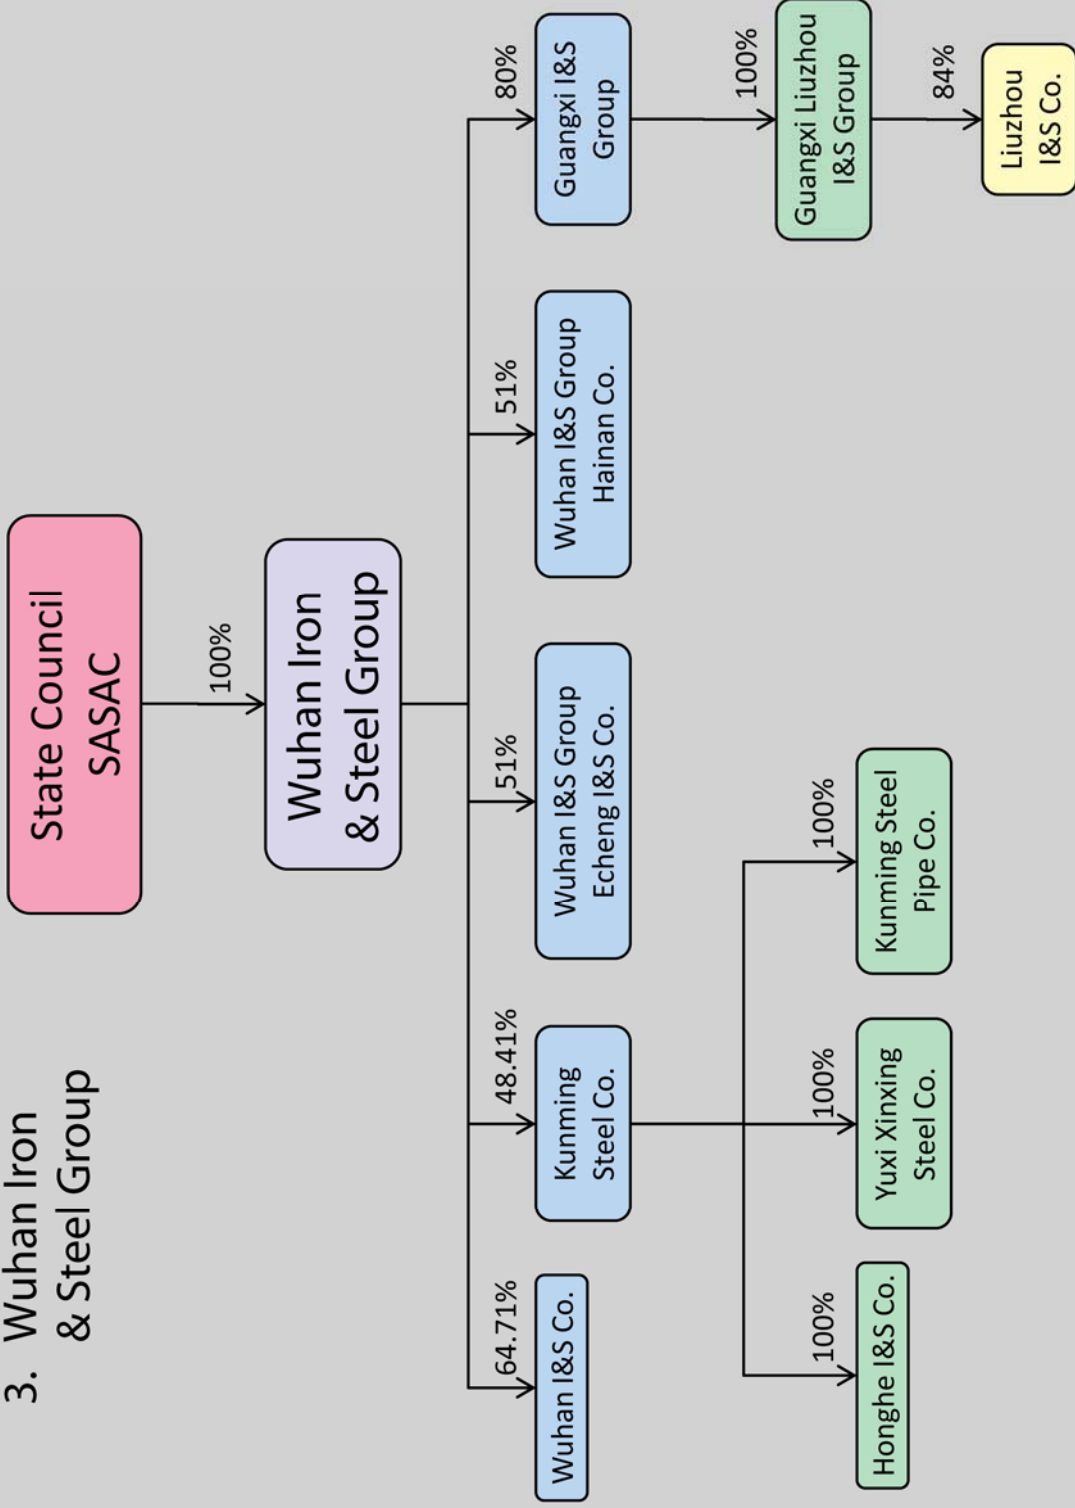 3. Wuhan Iron
& Steel Group
State Council
SASAC
100%
Wuhan Iron
& Steel Group
64.71%
48.41%
51%
51%
80%
Wuhan I&S Co.
Kunming
Steel Co.
Wuhan I&S Group
Echeng I&S Co.
Wuhan I&S Group
Hainan Co.
Guangxi I&S
Group
100%
100%
100%
100%
Honghe I&S Co.
Yuxi Xinxing
Steel Co.
Kunming Steel
Pipe Co.
Guangxi Liuzhou
I&S Group
84%
Liuzhou
I&S Co.